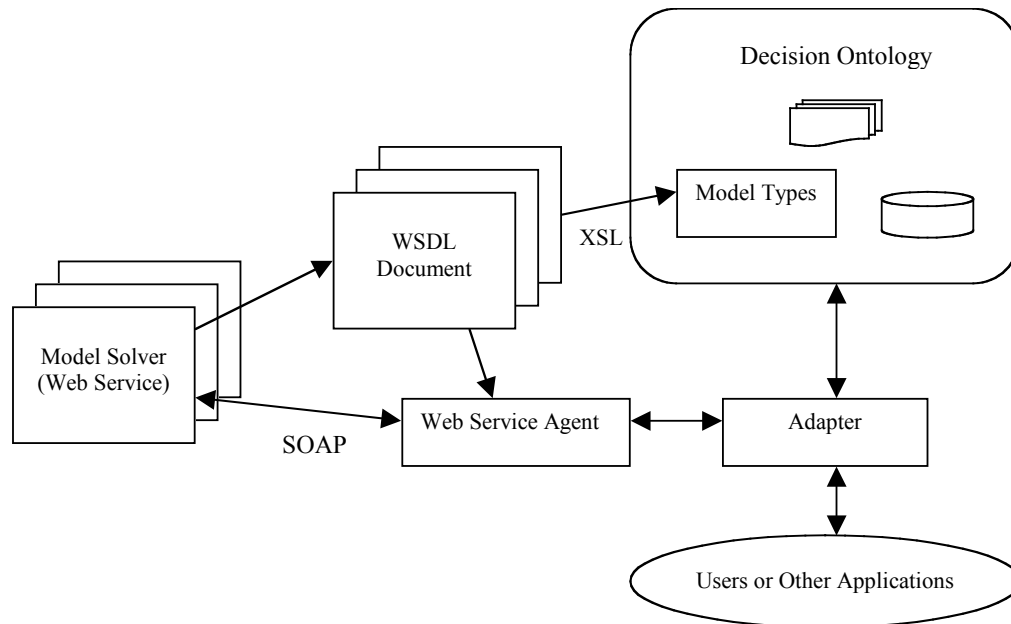 Decision Ontology
Model Types
WSDL
Document
XSL
Model Solver
(Web Service)
Web Service Agent
Adapter
SOAP
Users or Other Applications